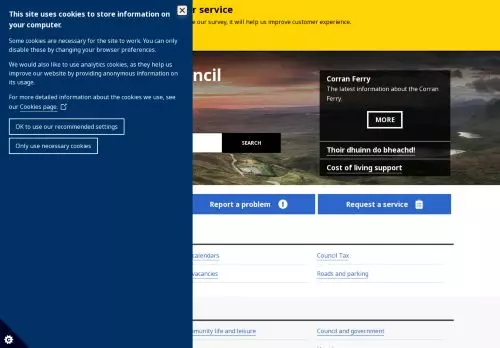 This site uses cookies to store information on
your computer.
Some cookies are necessary for the site to work. You can only
disable these by changing your browser preferences.
We would also like to use analytics cookies, as they help us
improve our website by providing anonymous information on
its usage.
For more detailed information about the cookies we use, see
our Cookies page.
OK to use our recommended settings
Only use necessary cookies
service
our survey, it will help us improve customer experience.
SEARCH
Corran Ferry
The latest information about the Corran
Ferry
MORE
Thoir dhuinn do bheachd!
Cost of living support
Report a problem
Request a service
calendars
Council Tax
vacancies
Roads and parking
munity life and leisure
Council and government